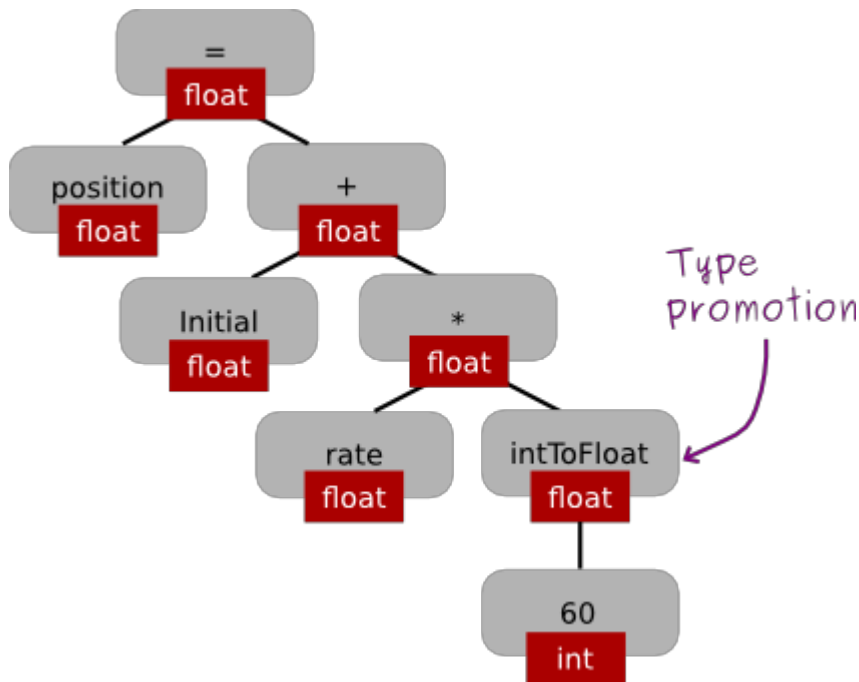 =
float
position
+
float
float
Initial
*
float
float
Type
promotion
rate
intToFloat
float
float
60
int